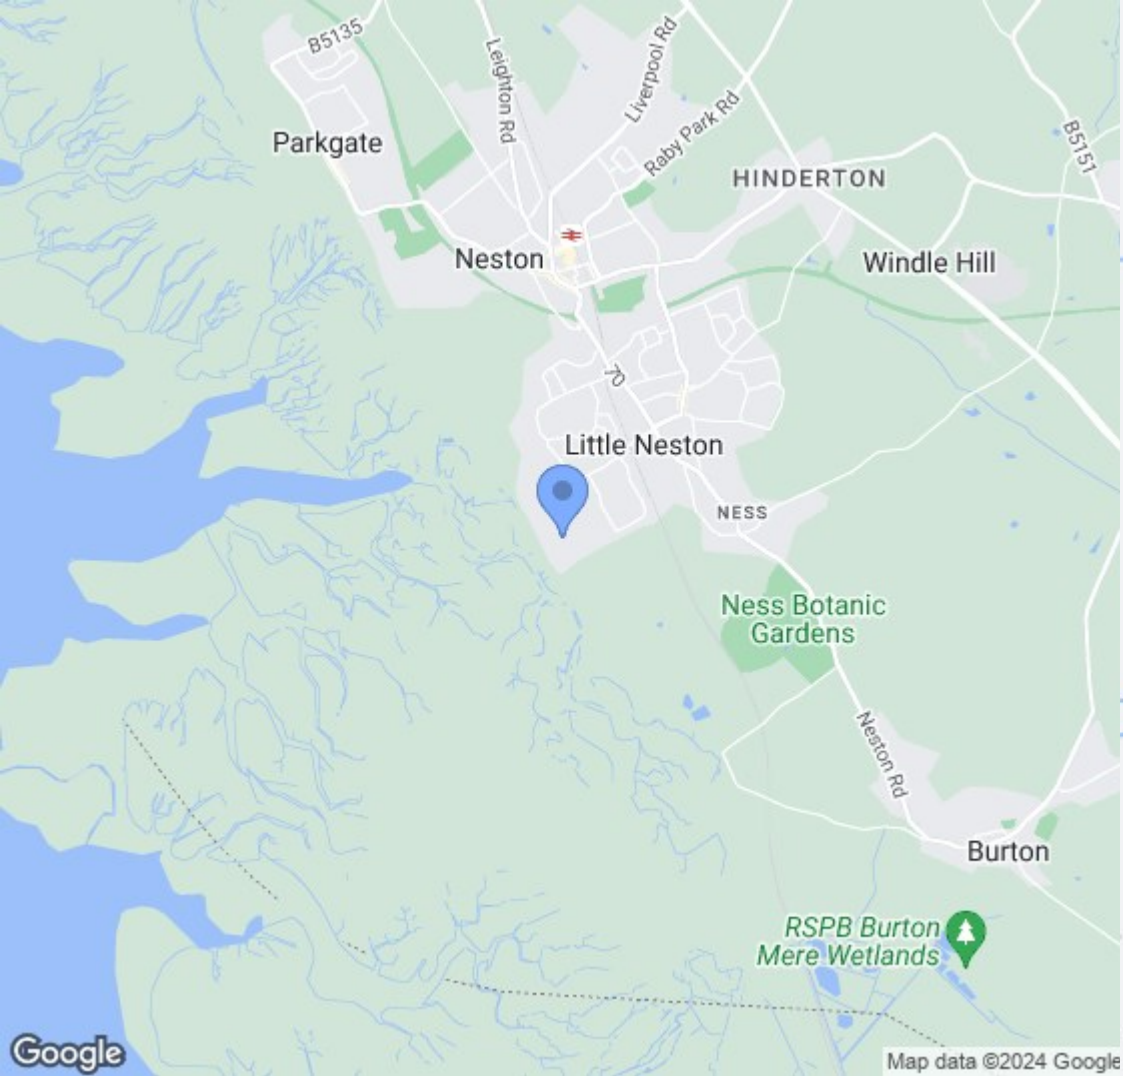 B5135
Leighton Rd
Liverpool Rd
Raby Park Rd
B5151
Parkgate
HINDERTON
Neston
Windle Hill
70
Little Neston
NESS
Ness Botanic
Gardens
Neston Rd
Burton
RSPB Burton
Mere Wetlands
Google
Map data ©2024 Google